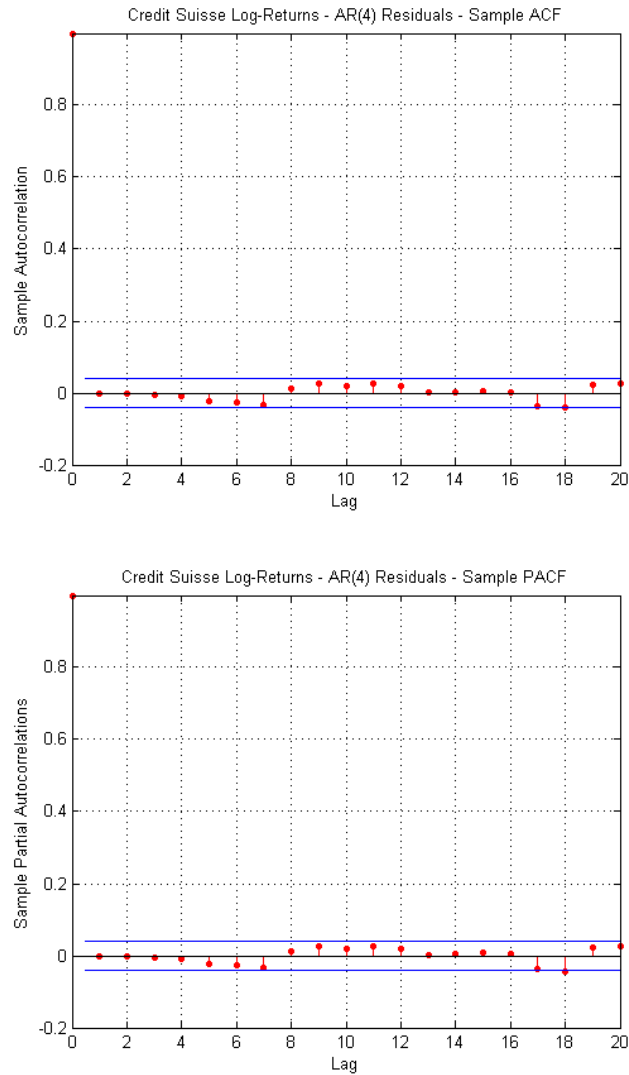 Credit Suisse Log-Returns - AR(4) Residuals - Sample ACF
0.8
0.6
0.4
0.2
0
-0.2
Sample Autocorrelation
0 2 4 6 8 10 12 14 16 18 20
Lag
Credit Suisse Log-Returns - AR(4) Residuals - Sample PACF
0.8
0.6
0.4
0.2
0
-0.2
Sample Partial Autocorrelations
0 2 4 6 8 10 12 14 16 18 20
Lag